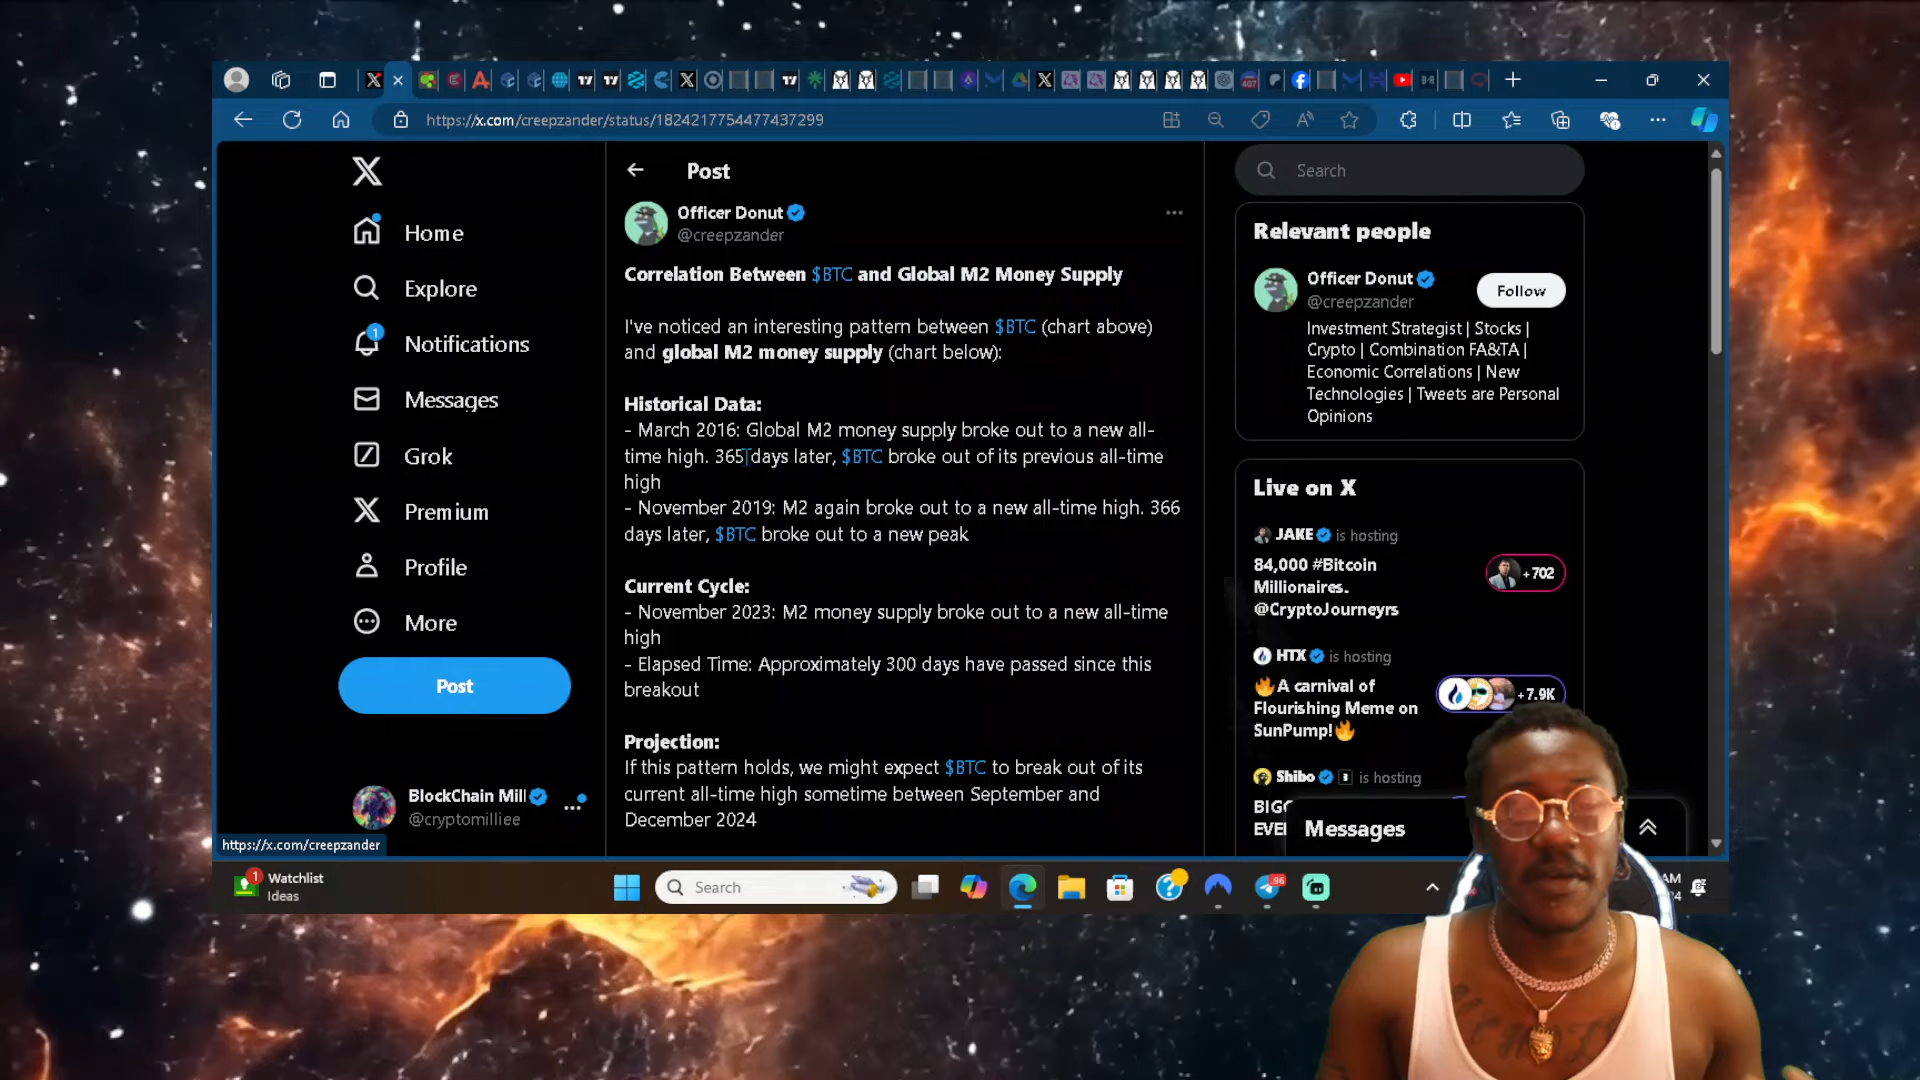 https://x.com/creepzander/status/1824217754477437299
Home
Explore
1
Notifications
Messages
Grok
Premium
Profile
More
Post
BlockChain Mill
@cryptomilliee
https://x.com/creepzander
Post
Officer Donut
@creepzander
Correlation Between $BTC and Global M2 Money Supply
I've noticed an interesting pattern between $BTC (chart above)
and global M2 money supply (chart below):
Historical Data:
- March 2016: Global M2 money supply broke out to a new all-
time high. 365 days later, $BTC broke out of its previous all-time
high
- November 2019: M2 again broke out to a new all-time high. 366
days later, $BTC broke out to a new peak
Current Cycle:
- November 2023: M2 money supply broke out to a new all-time
high
- Elapsed Time: Approximately 300 days have passed since this
breakout
Projection:
If this pattern holds, we might expect $BTC to break out of its
current all-time high sometime between September and
December 2024
Search
Relevant people
Officer Donut
@creepzander
Follow
Investment Strategist | Stocks |
Crypto | Combination FA&TA |
Economic Correlations | New
Technologies | Tweets are Personal
Opinions
Live on X
JAKE is hosting
84,000 #Bitcoin
Millionaires.
@CryptoJourneyrs
+702
HTX is hosting
A carnival of
Flourishing Meme on
SunPump!
+7.9K
Shibo is hosting
BIGG
EVE
Messages
1
Watchlist
Ideas
Search
96
AM